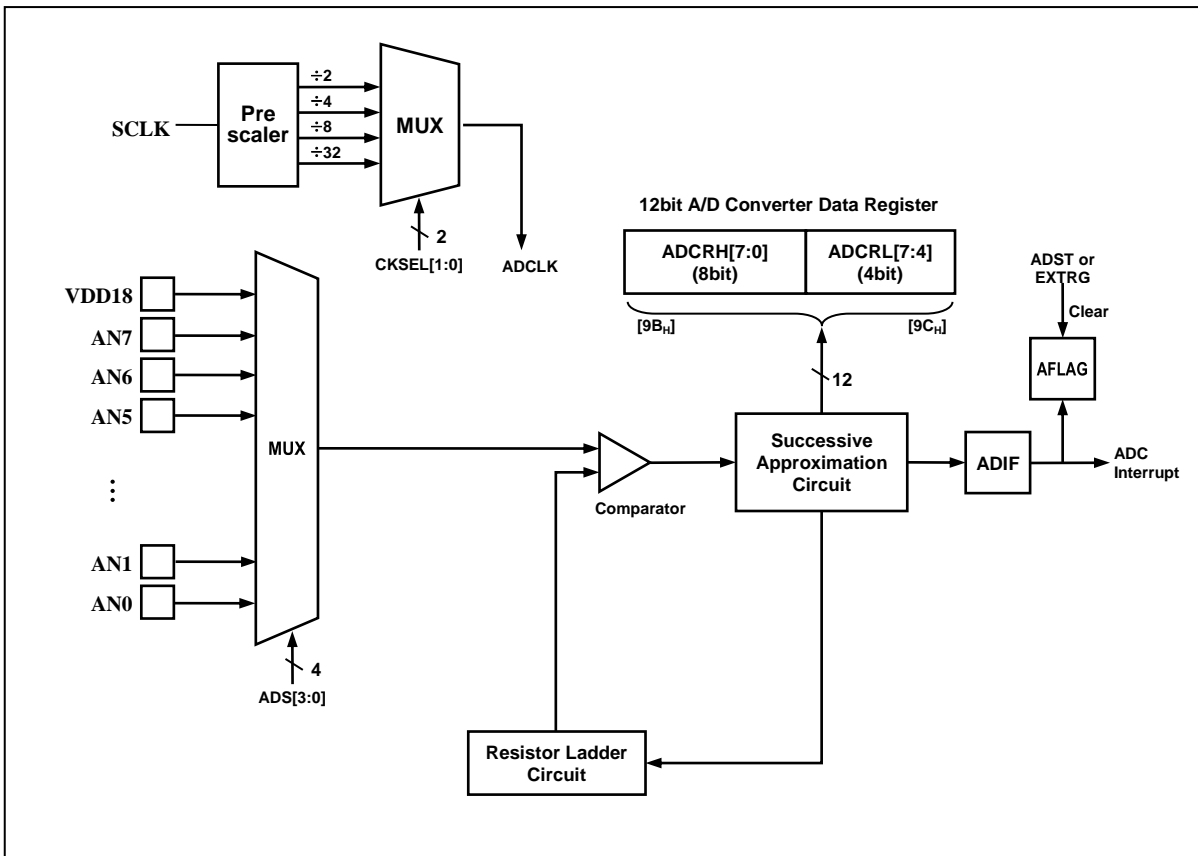 SCLK
Pre
scaler
÷2
÷4
÷8
÷32
MUX
2
CKSEL[1:0]
ADCLK
12bit A/D Converter Data Register
ADCRH[7:0]
(8bit)
ADCRL[7:4]
(4bit)
[9BH]
[9CH]
12
ADST or
EXTRG
Clear
AFLAG
VDD18
AN7
AN6
AN5
...
AN1
AN0
MUX
4
ADS[3:0]
Comparator
Successive
Approximation
Circuit
ADIF
ADC
Interrupt
Resistor Ladder
Circuit